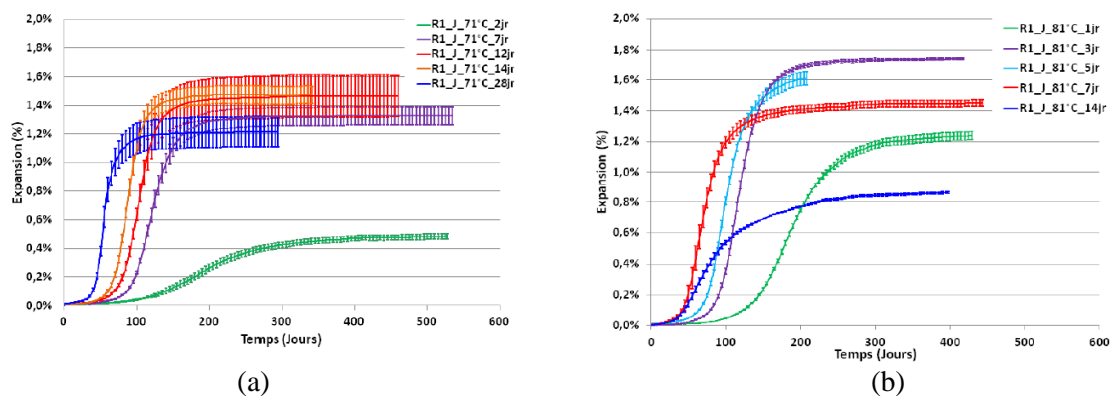 2,0%
1,8%
1,6%
1,4%
1,2%
1,0%
0,8%
0,6%
0,4%
0,2%
0,0%
Expansion (%)
0
100
200
300
400
500
600
Temps (Jours)
R1_J_71°C_2jr
R1_J_71°C_7jr
R1_J_71°C_12jr
R1_J_71°C_14jr
R1_J_71°C_28jr
(a)
2,0%
1,8%
1,6%
1,4%
1,2%
1,0%
0,8%
0,6%
0,4%
0,2%
0,0%
Expansion (%)
0
100
200
300
400
500
600
Temps (Jours)
R1_J_81°C_1jr
R1_J_81°C_3jr
R1_J_81°C_5jr
R1_J_81°C_7jr
R1_J_81°C_14jr
(b)